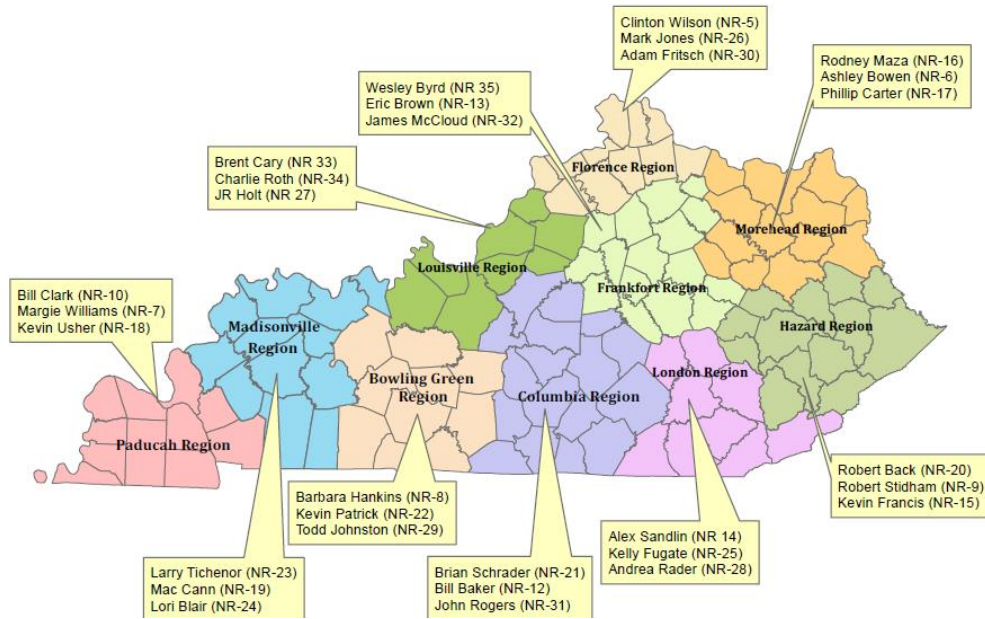 Clinton Wilson (NR-5)
Mark Jones (NR-26)
Adam Fritsch (NR-30)
Rodney Maza (NR-16)
Ashley Bowen (NR-6)
Phillip Carter (NR-17)
Wesley Byrd (NR 35)
Eric Brown (NR-13)
James McCloud (NR-32)
Brent Cary (NR 33)
Charlie Roth (NR-34)
JR Holt (NR 27)
Florence Region
Morehead Region
Louisville Region
Frankfort Region
Bill Clark (NR-10)
Margie Williams (NR-7)
Kevin Usher (NR-18)
Madisonville
Region
Hazard Region
Bowling Green
Region
London Region
Columbia Region
Paducah Region
Robert Back (NR-20)
Robert Stidham (NR-9)
Kevin Francis (NR-15)
Barbara Hankins (NR-8)
Kevin Patrick (NR-22)
Todd Johnston (NR-29)
Alex Sandlin (NR 14)
Kelly Fugate (NR-25)
Andrea Rader (NR-28)
Larry Tichenor (NR-23)
Mac Cann (NR-19)
Lori Blair (NR-24)
Brian Schrader (NR-21)
Bill Baker (NR-12)
John Rogers (NR-31)